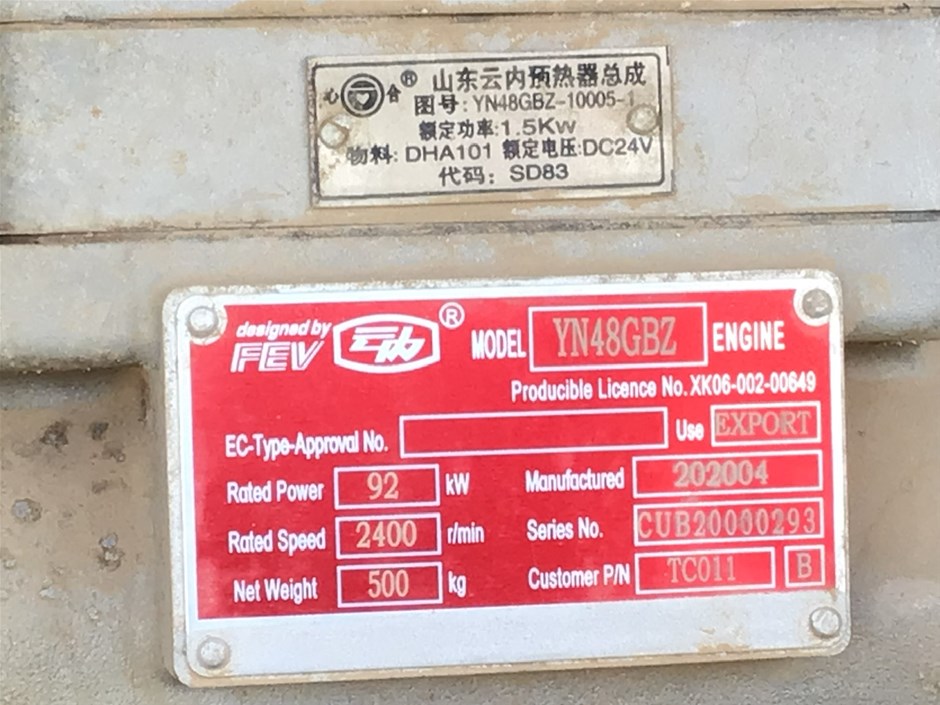 心 合 ® 山东云内预热器总成
图号: YN48GBZ-10005-1
额定功率: 1.5Kw
物料: DHA101 额定电压: DC24V
代码: SD83
designed by
FEV ® MODEL YN48GBZ ENGINE
Producible Licence No. XK06-002-00649
EC-Type-Approval No. Use EXPORT
Rated Power 92 kW Manufactured 202004
Rated Speed 2400 r/min Series No. CUB20060293
Net Weight 500 kg Customer P/N TC011 B